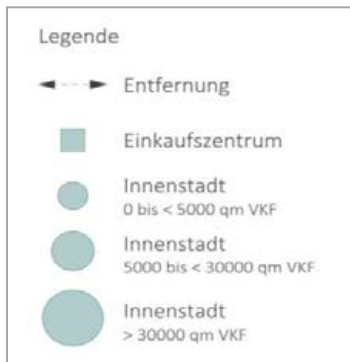 Legende
Entfernung
Einkaufszentrum
Innenstadt
0 bis < 5000 qm VKF
Innenstadt
5000 bis < 30000 qm VKF
Innenstadt
> 30000 qm VKF